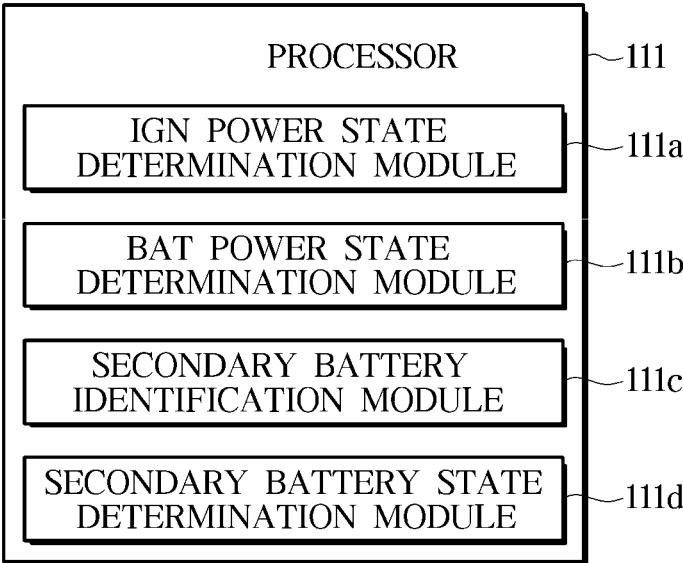 PROCESSOR
111
IGN POWER STATE
DETERMINATION MODULE
111a
BAT POWER STATE
DETERMINATION MODULE
111b
SECONDARY BATTERY
IDENTIFICATION MODULE
111c
SECONDARY BATTERY STATE
DETERMINATION MODULE
111d